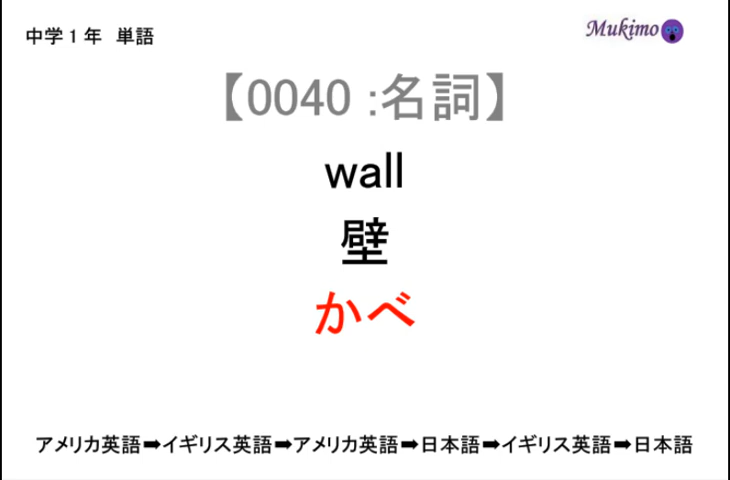 中学１年 単語
Mukimo
【0040 :名詞】
wall
壁
かべ
アメリカ英語➡イギリス英語➡アメリカ英語➡日本語➡イギリス英語➡日本語